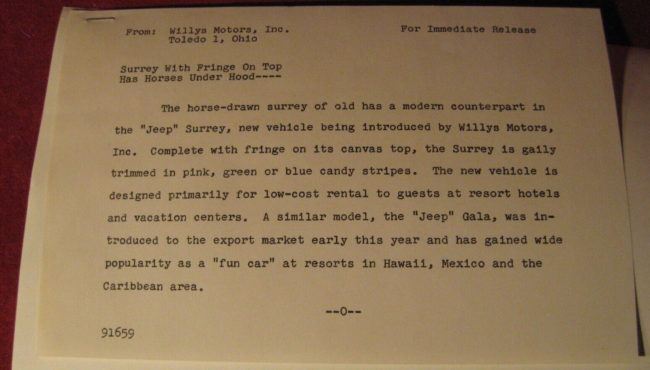 From: Willys Motors, Inc. For Immediate Release
Toledo 1, Ohio
Surrey With Fringe On Top
Has Horses Under Hood----
The horse-drawn surrey of old has a modern counterpart in
the "Jeep" Surrey, new vehicle being introduced by Willys Motors,
Inc. Complete with fringe on its canvas top, the Surrey is gaily
trimmed in pink, green or blue candy stripes. The new vehicle is
designed primarily for low-cost rental to guests at resort hotels
and vacation centers. A similar model, the "Jeep" Gala, was in-
troduced to the export market early this year and has gained wide
popularity as a "fun car" at resorts in Hawaii, Mexico and the
Caribbean area.
--0--
91659